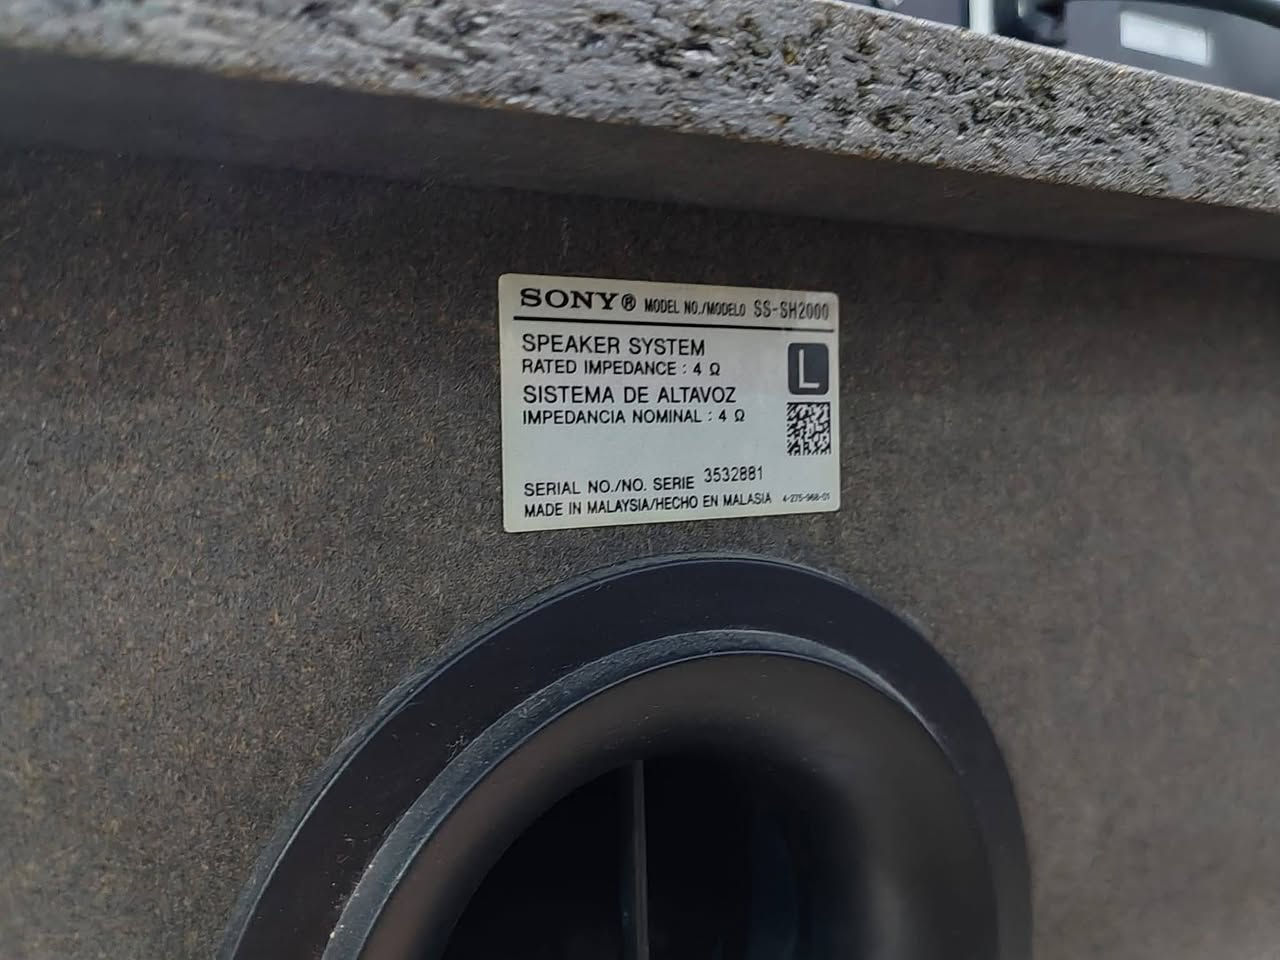 SONY® MODEL NO./MODELO SS-SH2000
SPEAKER SYSTEM
RATED IMPEDANCE : 4 Ω
L
SISTEMA DE ALTAVOZ
IMPEDANCIA NOMINAL : 4 Ω
SERIAL NO./NO. SERIE 3532881
MADE IN MALAYSIA/HECHO EN MALASIA 4-275-968-01